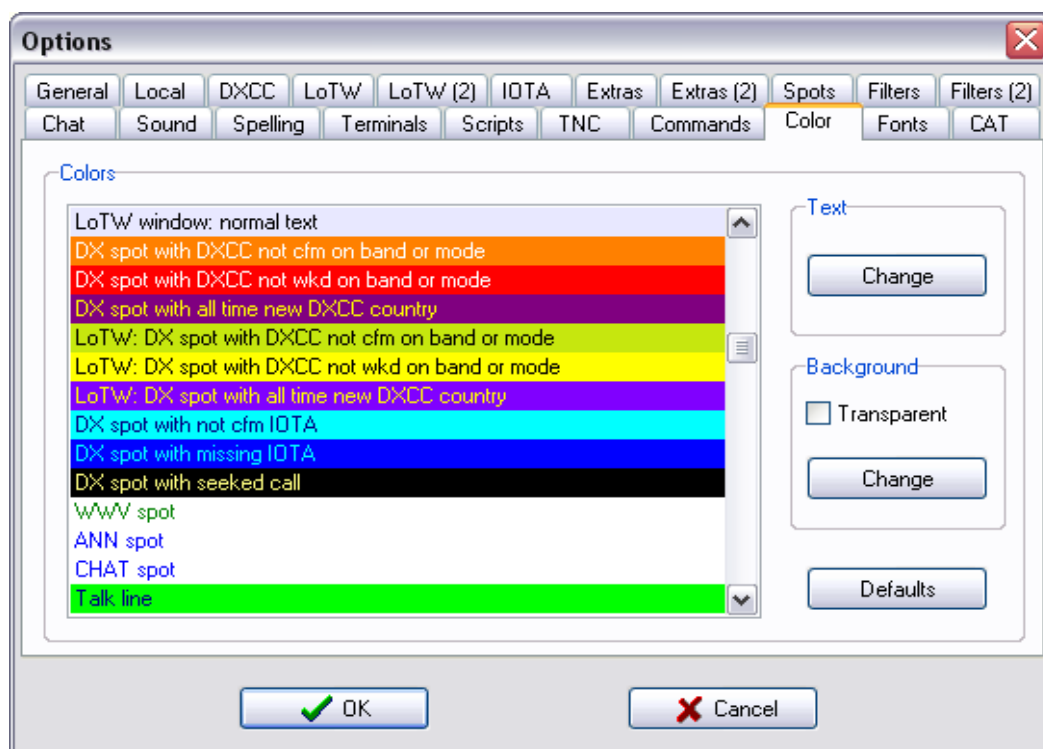 Options
General Local DXCC LoTW LoTW (2) IOTA Extras Extras (2) Spots Filters Filters (2)
Chat Sound Spelling Terminals Scripts TNC Commands Color Fonts CAT
Colors
LoTW window: normal text
DX spot with DXCC not cfm on band or mode
DX spot with DXCC not wkd on band or mode
DX spot with all time new DXCC country
LoTW: DX spot with DXCC not cfm on band or mode
LoTW: DX spot with DXCC not wkd on band or mode
LoTW: DX spot with all time new DXCC country
DX spot with not cfm IOTA
DX spot with missing IOTA
DX spot with seeked call
WWV spot
ANN spot
CHAT spot
Talk line
Text
Change
Background
Transparent
Change
Defaults
OK Cancel